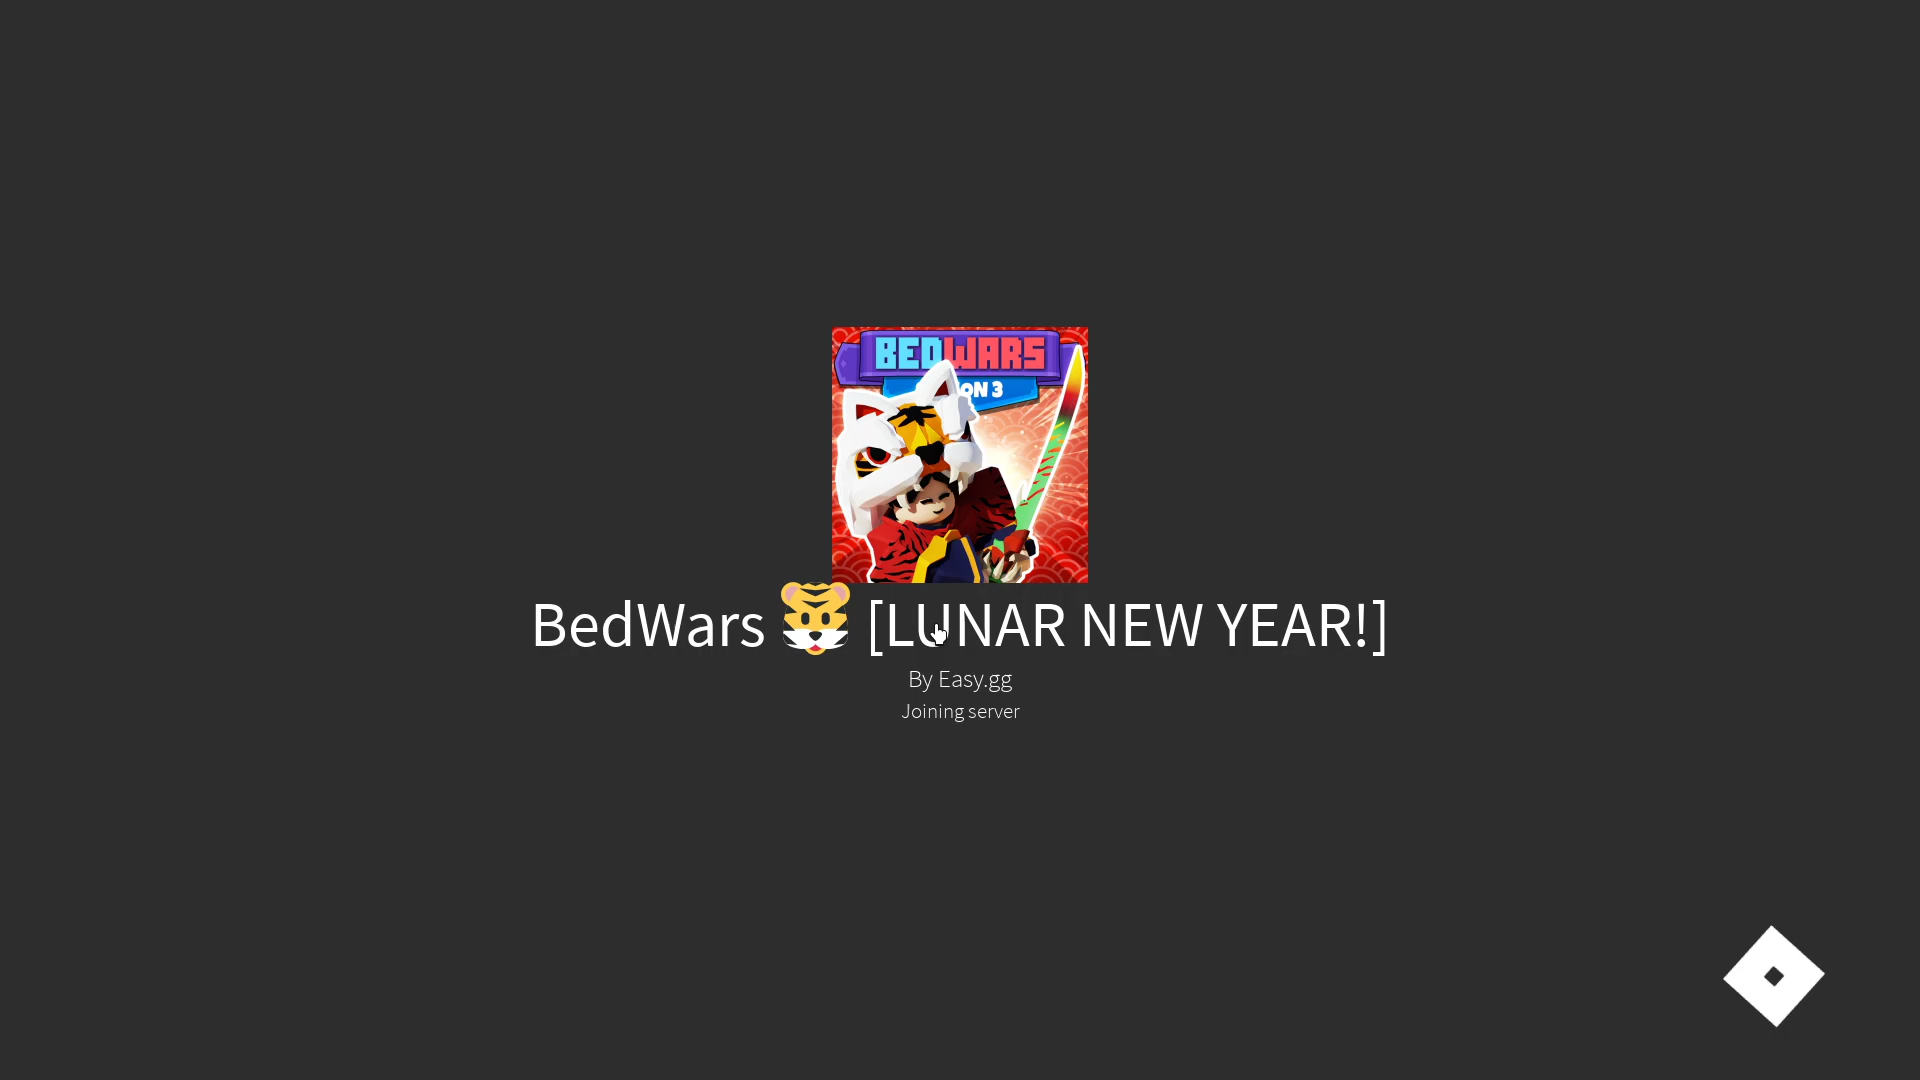 BEDWARS
ON 3
BedWars 🐯 [LUNAR NEW YEAR!]
By Easy.gg
Joining server